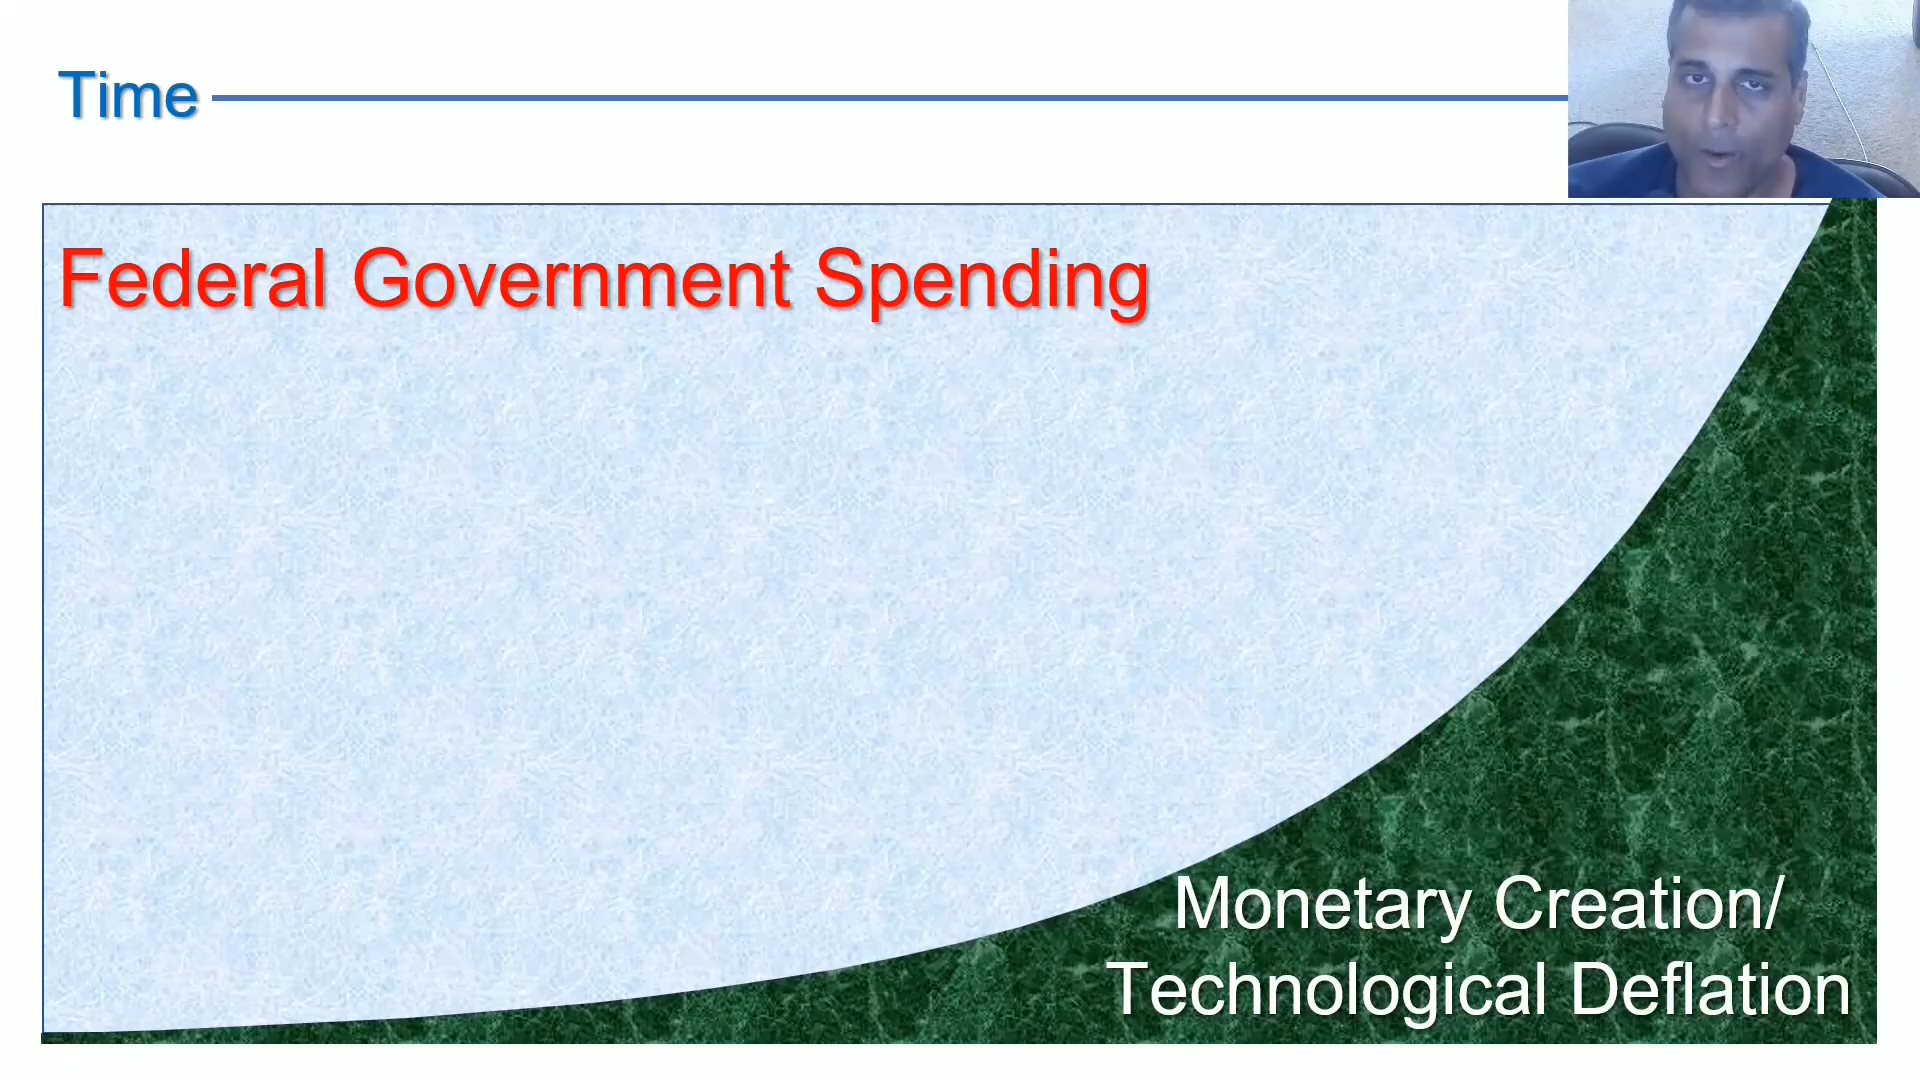 Time
Federal Government Spending
Monetary Creation/
Technological Deflation